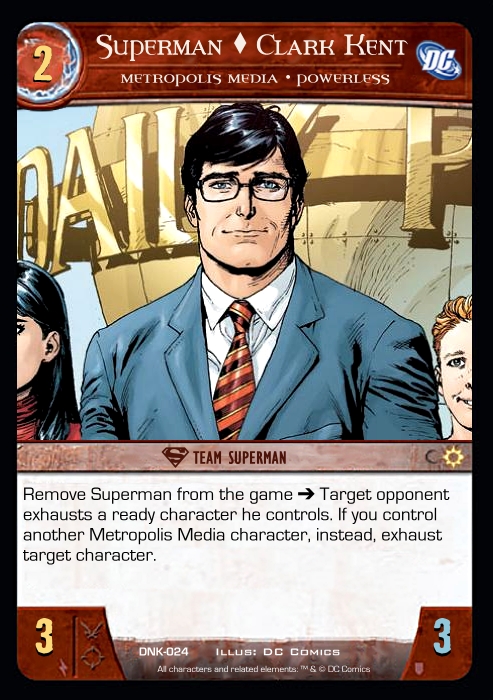 2
Superman ♦ Clark Kent
DC
Metropolis Media • Powerless
DAILY P
TEAM SUPERMAN
C
Remove Superman from the game ➔ Target opponent
exhausts a ready character he controls. If you control
another Metropolis Media character, instead, exhaust
target character.
3
DNK-024 Illus: DC Comics
3
All characters and related elements: ™ & © DC Comics